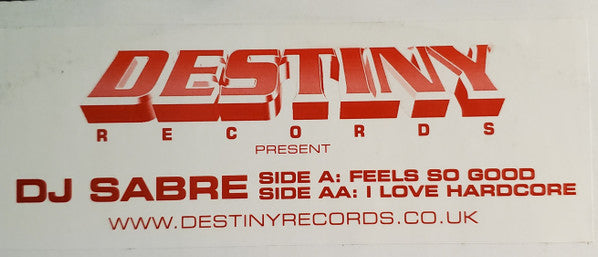 DESTINY
RECORDS
PRESENT
DJ SABRE
SIDE A: FEELS SO GOOD
SIDE AA: I LOVE HARDCORE
WWW.DESTINYRECORDS.CO.UK